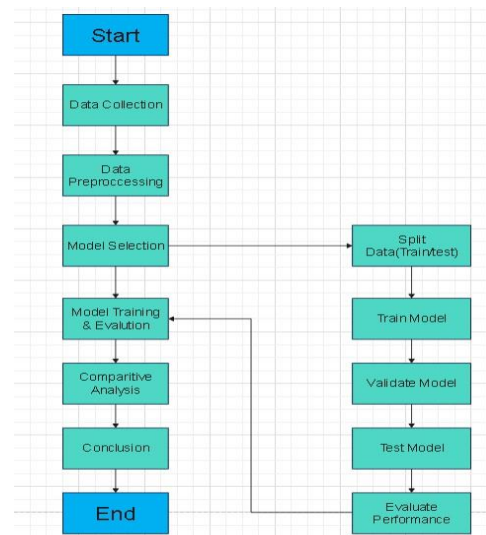 Start
Data Collection
Data
Preproccessing
Model Selection
Model Training
& Evalution
Comparitive
Analysis
Conclusion
End
Split
Data(Train/test)
Train Model
Validate Model
Test Model
Evaluate
Performance